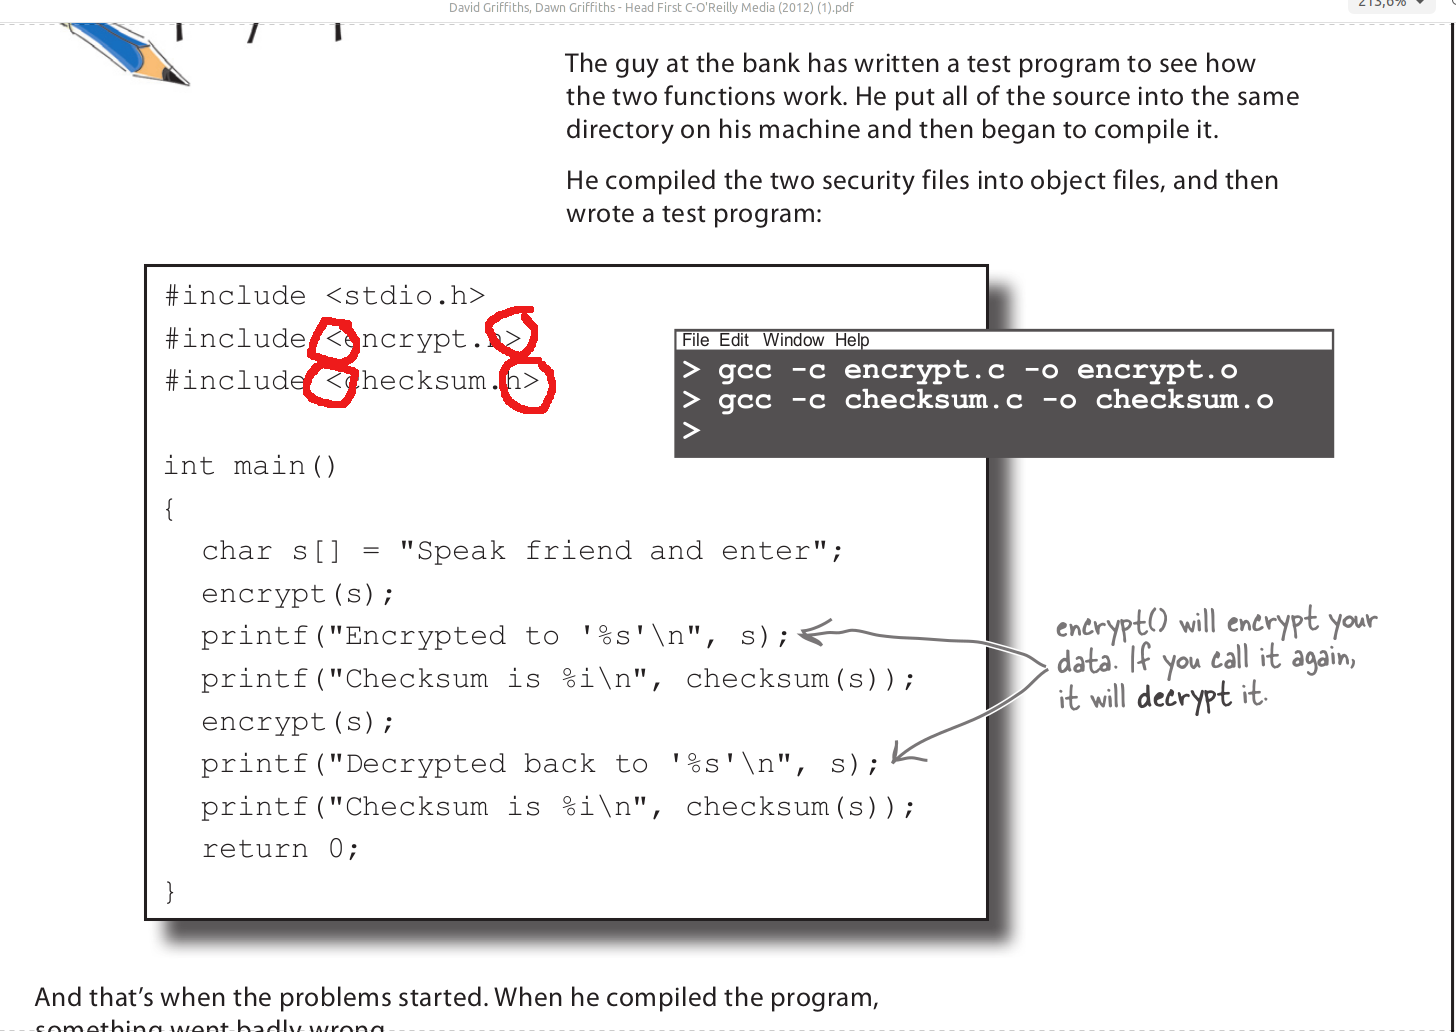 David Griffiths, Dawn Griffiths - Head First C-O'Reilly Media (2012) (1).pdf
213,6%
The guy at the bank has written a test program to see how
the two functions work. He put all of the source into the same
directory on his machine and then began to compile it.
He compiled the two security files into object files, and then
wrote a test program:
#include <stdio.h>
#include <encrypt.h>
#include <checksum.h>
int main()
{
char s[] = "Speak friend and enter";
encrypt(s);
printf("Encrypted to '%s'\n", s);
printf("Checksum is %i\n", checksum(s));
encrypt(s);
printf("Decrypted back to '%s'\n", s);
printf("Checksum is %i\n", checksum(s));
return 0;
}
File Edit Window Help
> gcc -c encrypt.c -o encrypt.o
> gcc -c checksum.c -o checksum.o
>
encrypt() will encrypt your
data. If you call it again,
it will decrypt it.
And that's when the problems started. When he compiled the program,
something went badly wrong